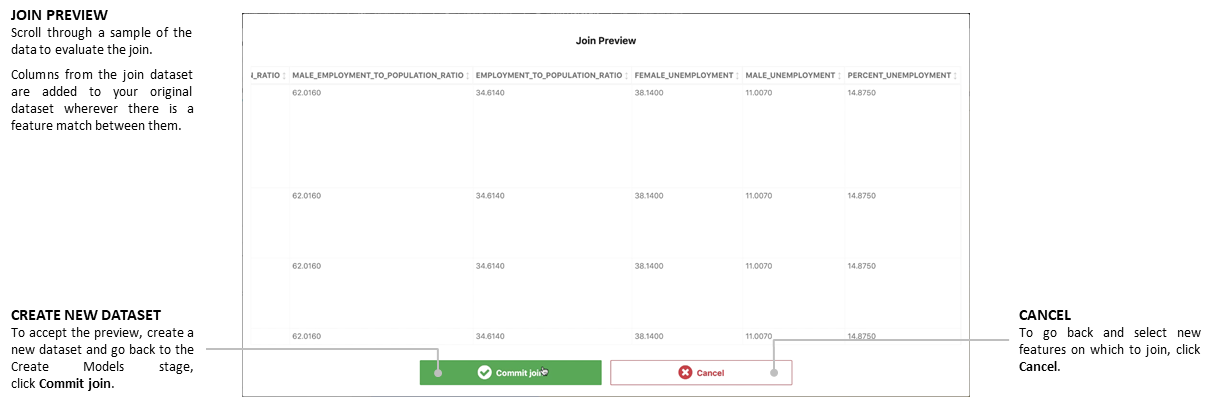 JOIN PREVIEW
Scroll through a sample of the
data to evaluate the join.
Columns from the join dataset
are added to your original
dataset wherever there is a
feature match between them.
CREATE NEW DATASET
To accept the preview, create a
new dataset and go back to the
Create Models stage,
click Commit join.
Join Preview
_RATIO MALE_EMPLOYMENT_TO_POPULATION_RATIO EMPLOYMENT_TO_POPULATION_RATIO FEMALE_UNEMPLOYMENT MALE_UNEMPLOYMENT PERCENT_UNEMPLOYMENT
62.0160 34.6140 38.1400 11.0070 14.8750
62.0160 34.6140 38.1400 11.0070 14.8750
62.0160 34.6140 38.1400 11.0070 14.8750
62.0160 34.6140 38.1400 11.0070 14.8750
Commit join
Cancel
CANCEL
To go back and select new
features on which to join, click
Cancel.